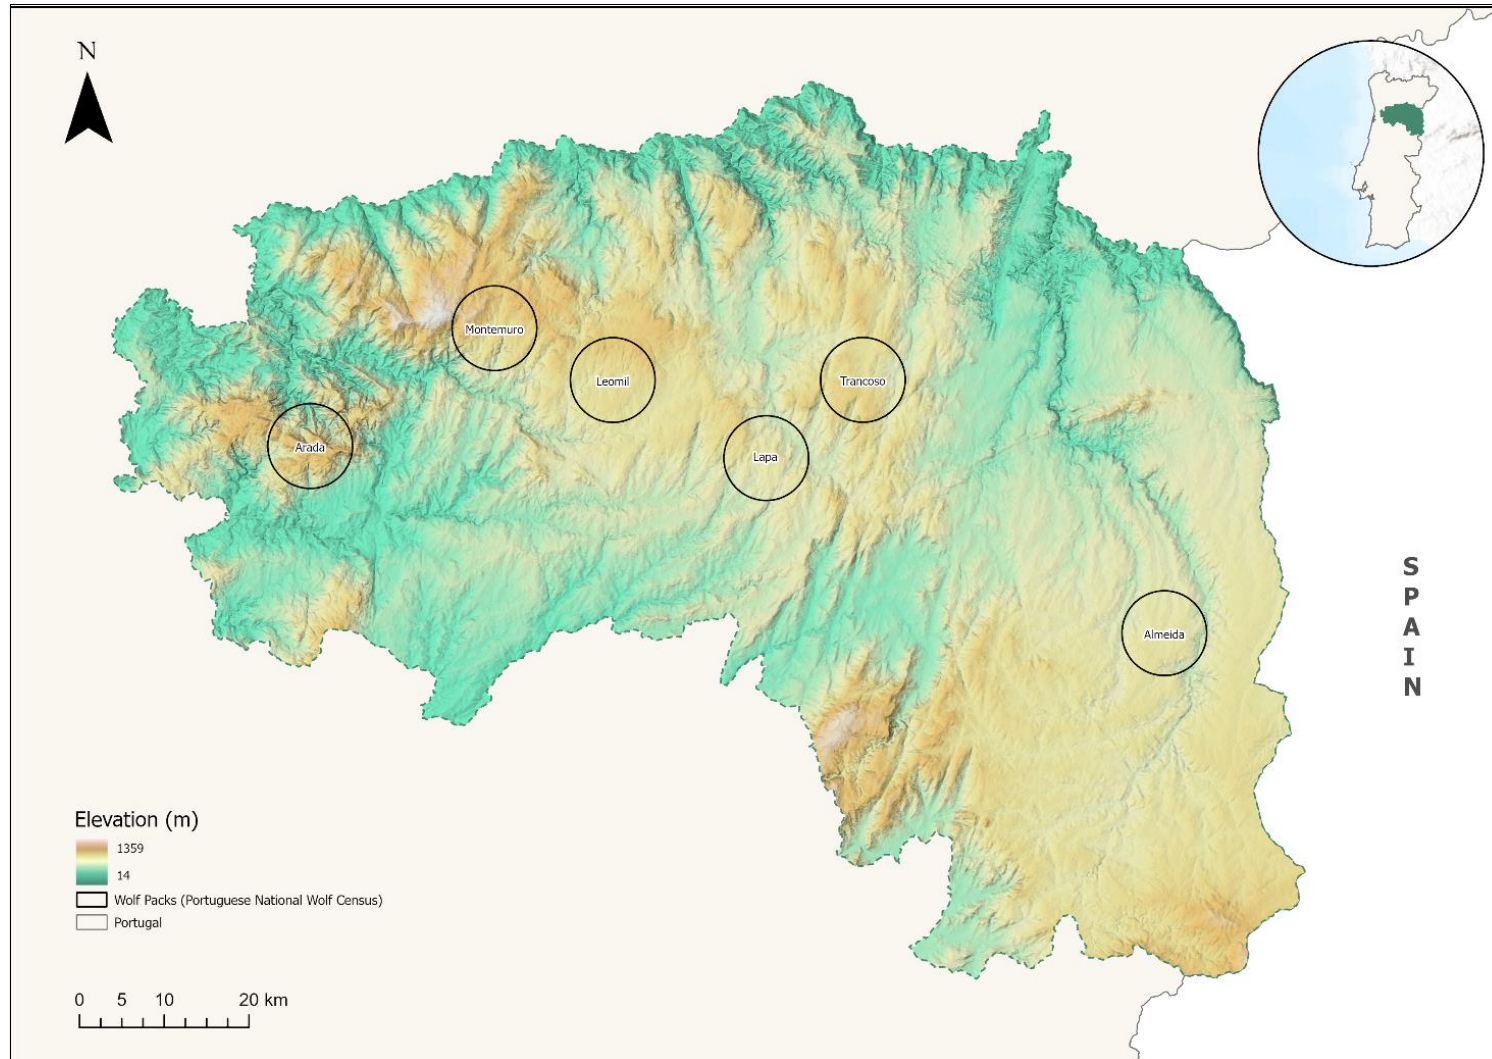 N
Montemuro
Leomil
Trancoso
Arada
Lapa
Almeida
S
P
A
I
N
Elevation (m)
1359
14
Wolf Packs (Portuguese National Wolf Census)
Portugal
0 5 10 20 km